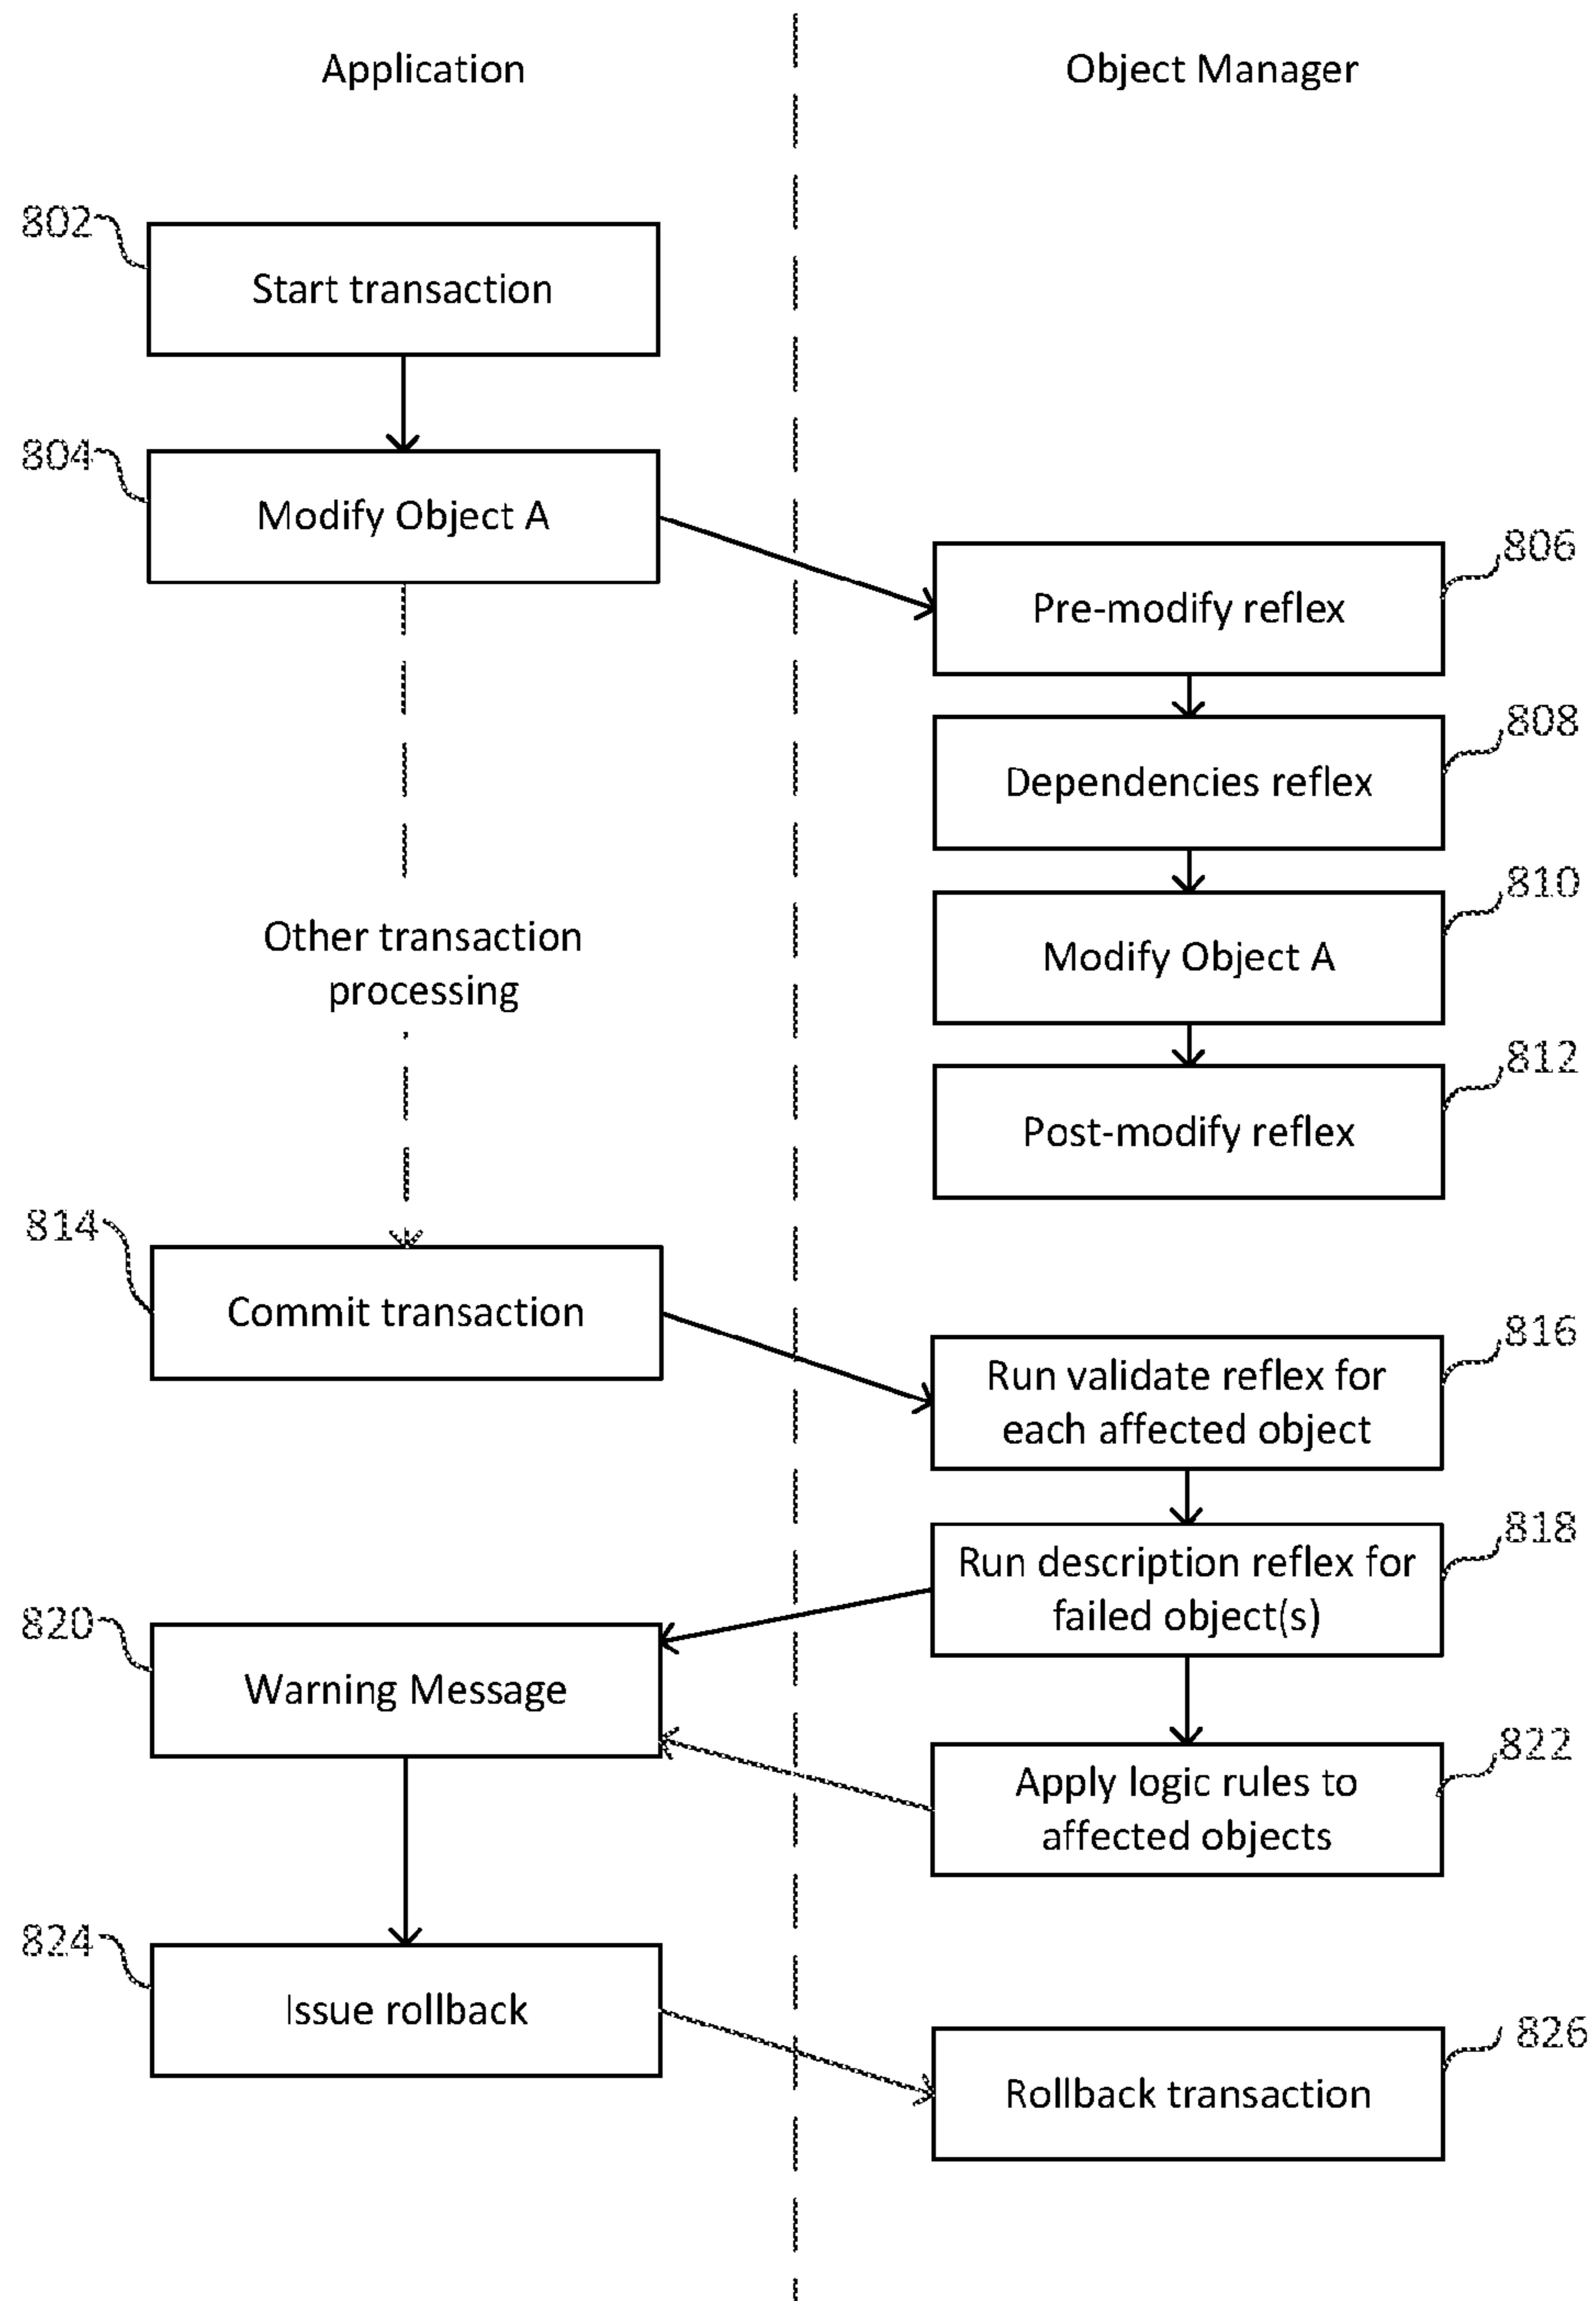 Application
Object Manager
802
Start transaction
804
Modify Object A
806
Pre-modify reflex
808
Dependencies reflex
810
Modify Object A
Other transaction
processing
812
Post-modify reflex
814
Commit transaction
816
Run validate reflex for
each affected object
818
Run description reflex for
failed object(s)
820
Warning Message
822
Apply logic rules to
affected objects
824
Issue rollback
826
Rollback transaction